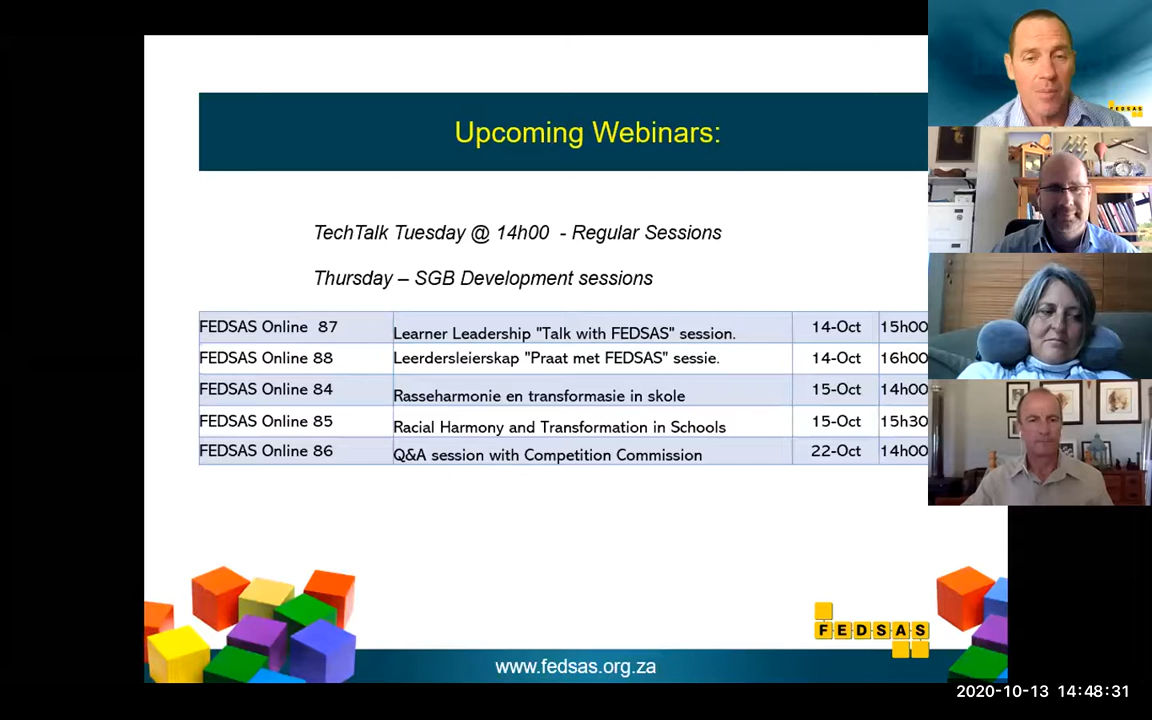 Upcoming Webinars:
TechTalk Tuesday @ 14h00 - Regular Sessions
Thursday – SGB Development sessions
FEDSAS Online 87 Learner Leadership "Talk with FEDSAS" session. 14-Oct 15h00
FEDSAS Online 88 Leerdersleierskap "Praat met FEDSAS" sessie. 14-Oct 16h00
FEDSAS Online 84 Rasseharmonie en transformasie in skole 15-Oct 14h00
FEDSAS Online 85 Racial Harmony and Transformation in Schools 15-Oct 15h30
FEDSAS Online 86 Q&A session with Competition Commission 22-Oct 14h00
FEDSAS
FEDSAS
www.fedsas.org.za
2020-10-13 14:48:31